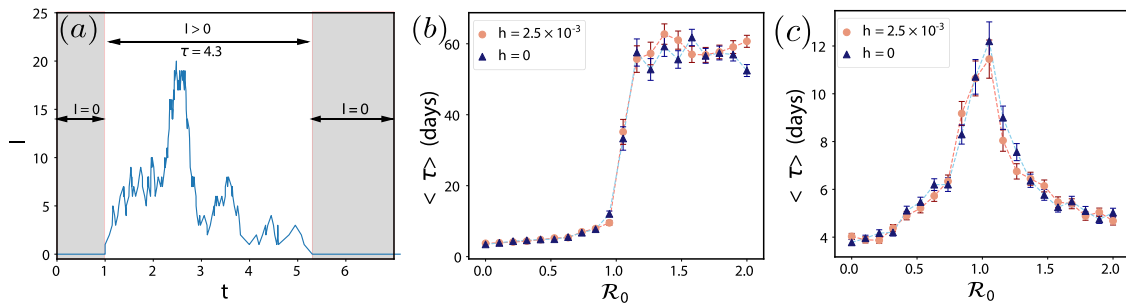 (a)
I > 0
τ = 4.3
I = 0
I = 0
25
20
15
10
5
0
I
0 1 2 3 4 5 6
t
(b)
h = 2.5 × 10⁻³
h = 0
60
40
20
0
< τ > (days)
0.0 0.5 1.0 1.5 2.0
ℛ₀
(c)
h = 2.5 × 10⁻³
h = 0
12
10
8
6
4
< τ > (days)
0.0 0.5 1.0 1.5 2.0
ℛ₀